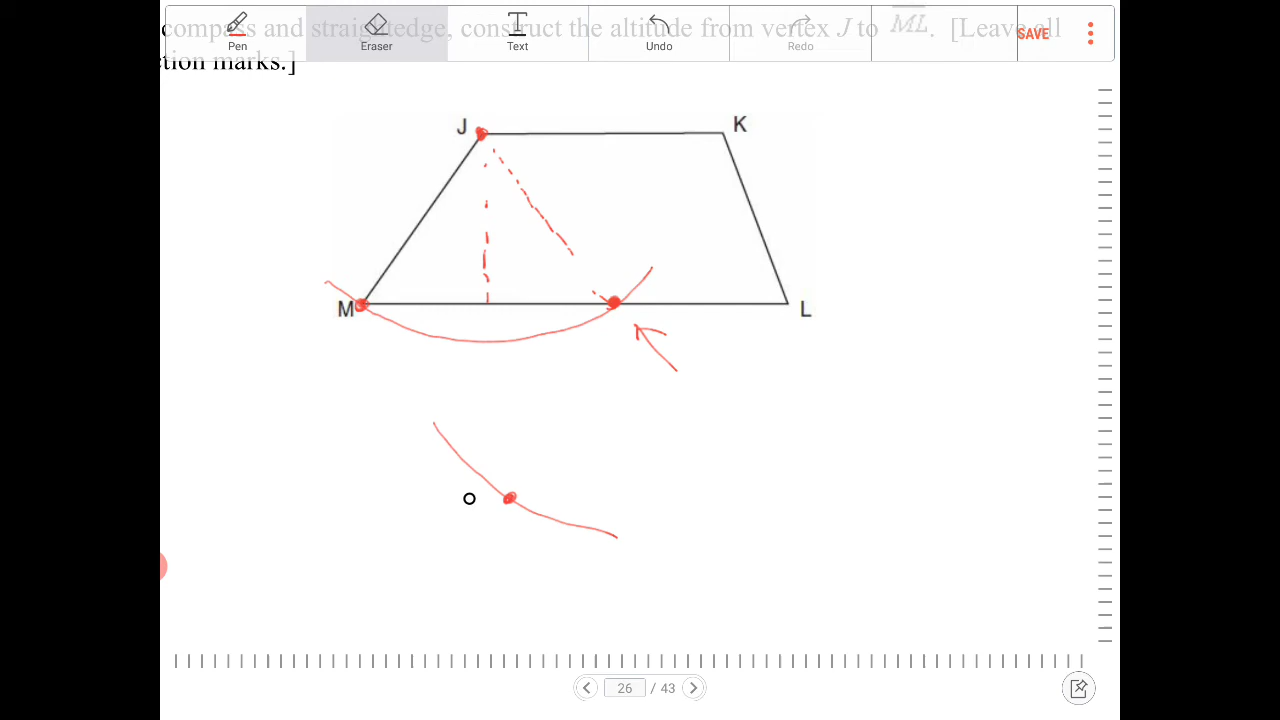 compass and straightedge, construct the altitude from vertex J to ML. [Leave all
Pen Eraser Text Undo Redo SAVE
ction marks.]
J K
M L
26 / 43